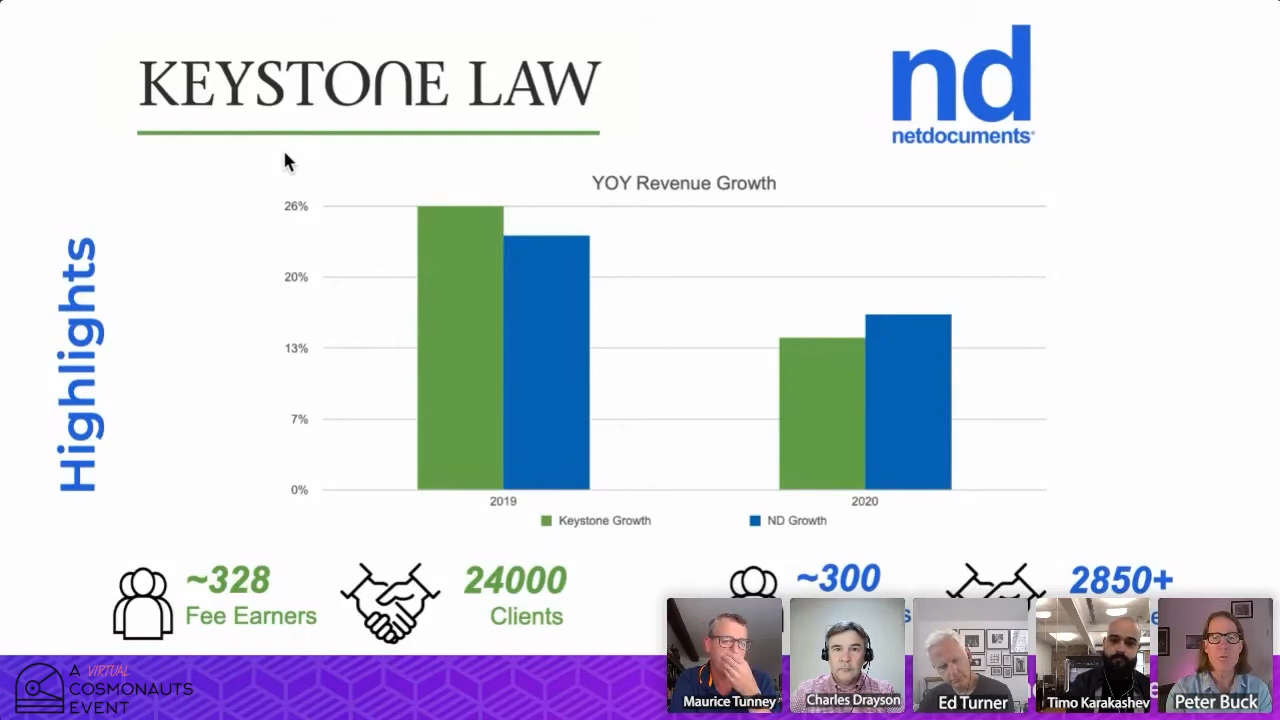 KEYSTONE LAW
nd
netdocuments
Highlights
YOY Revenue Growth
26%
20%
13%
7%
0%
2019
2020
Keystone Growth
ND Growth
~328
Fee Earners
24000
Clients
~300
2850+
A VIRTUAL
COSMONAUTS
EVENT
Maurice Tunney
Charles Drayson
Ed Turner
Timo Karakashev
Peter Buck